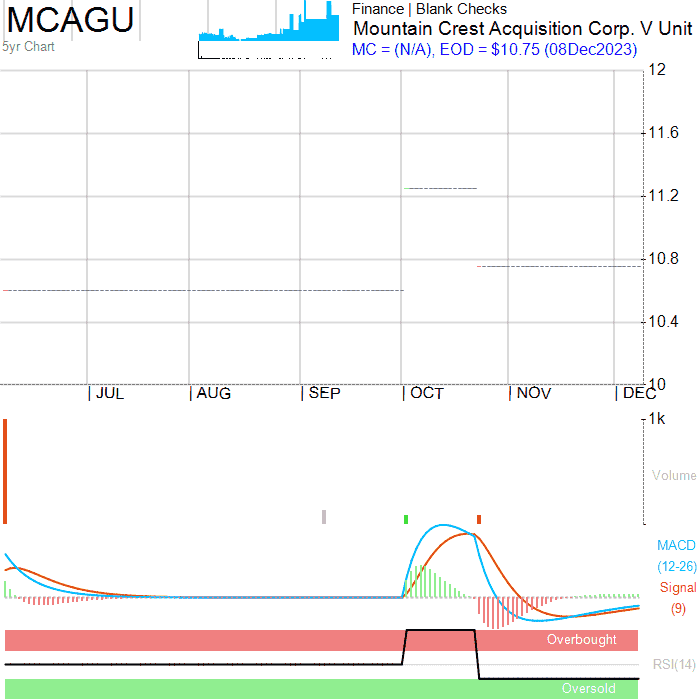 MCAGU
5yr Chart
Finance | Blank Checks
Mountain Crest Acquisition Corp. V Unit
MC = (N/A), EOD = $10.75 (08Dec2023)
12
11.6
11.2
10.8
10.4
10
| JUL | AUG | SEP | OCT | NOV | DEC
1k
Volume
MACD
(12-26)
Signal
(9)
Overbought
RSI(14)
Oversold